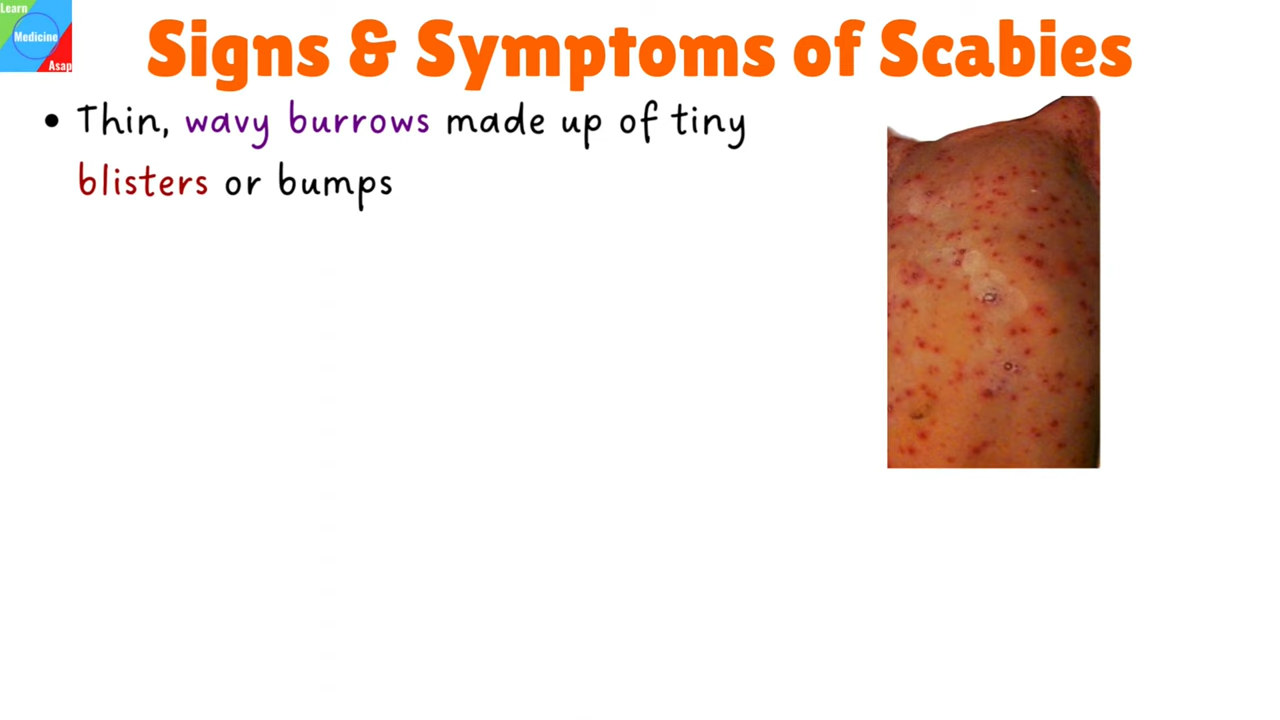 Learn
Medicine
Asap
Signs & Symptoms of Scabies
• Thin, wavy burrows made up of tiny
blisters or bumps